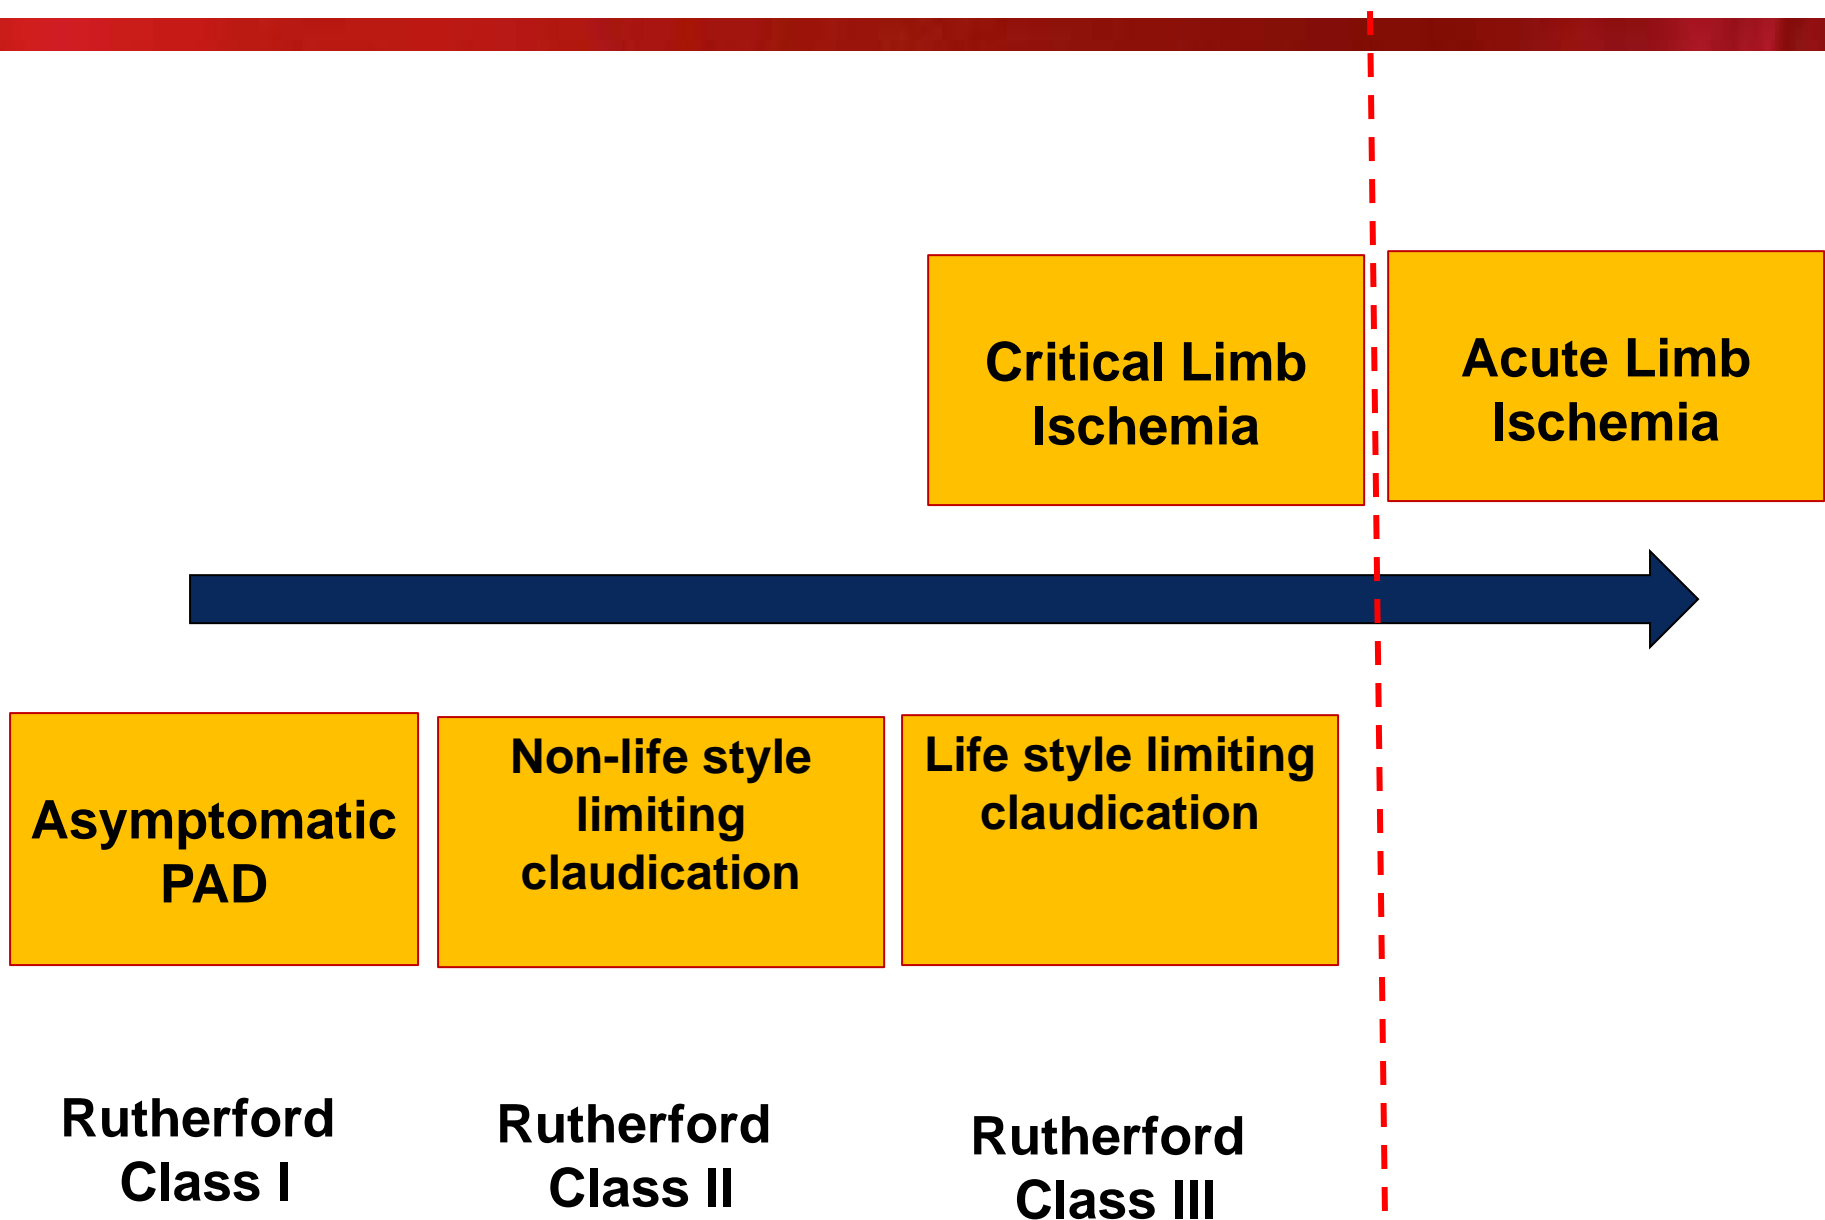 Critical Limb
Ischemia
Acute Limb
Ischemia
Asymptomatic
PAD
Non-life style
limiting
claudication
Life style limiting
claudication
Rutherford
Class I
Rutherford
Class II
Rutherford
Class III